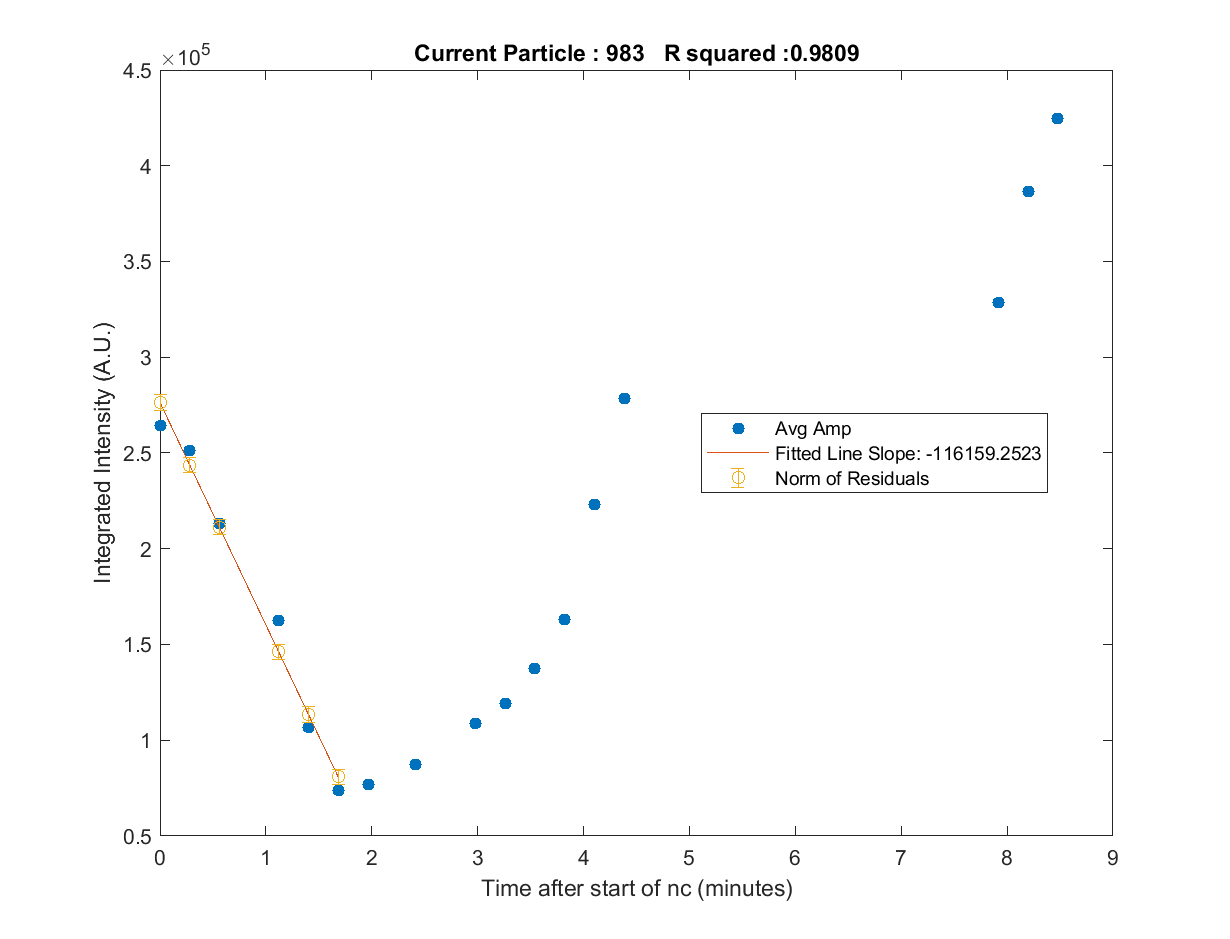 Current Particle : 983 R squared :0.9809
×10^5
4.5
4
3.5
3
2.5
2
1.5
1
0.5
Integrated Intensity (A.U.)
Avg Amp
Fitted Line Slope: -116159.2523
Norm of Residuals
0 1 2 3 4 5 6 7 8 9
Time after start of nc (minutes)